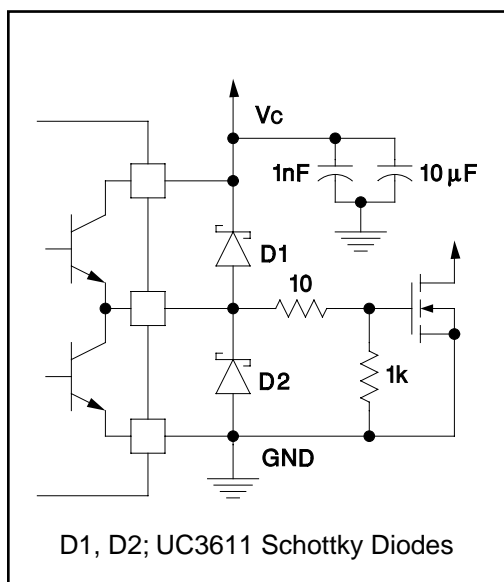 Vc
1nF
10 µF
D1
10
D2
1k
GND
D1, D2; UC3611 Schottky Diodes